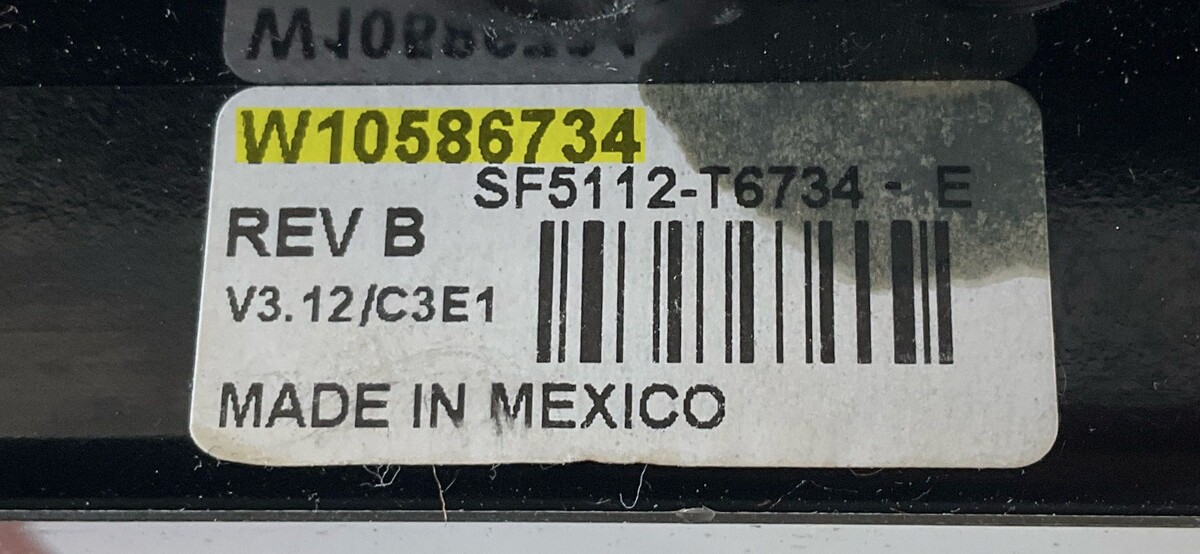 W10586734
SF5112-T6734 - E
REV B
V3.12/C3E1
MADE IN MEXICO